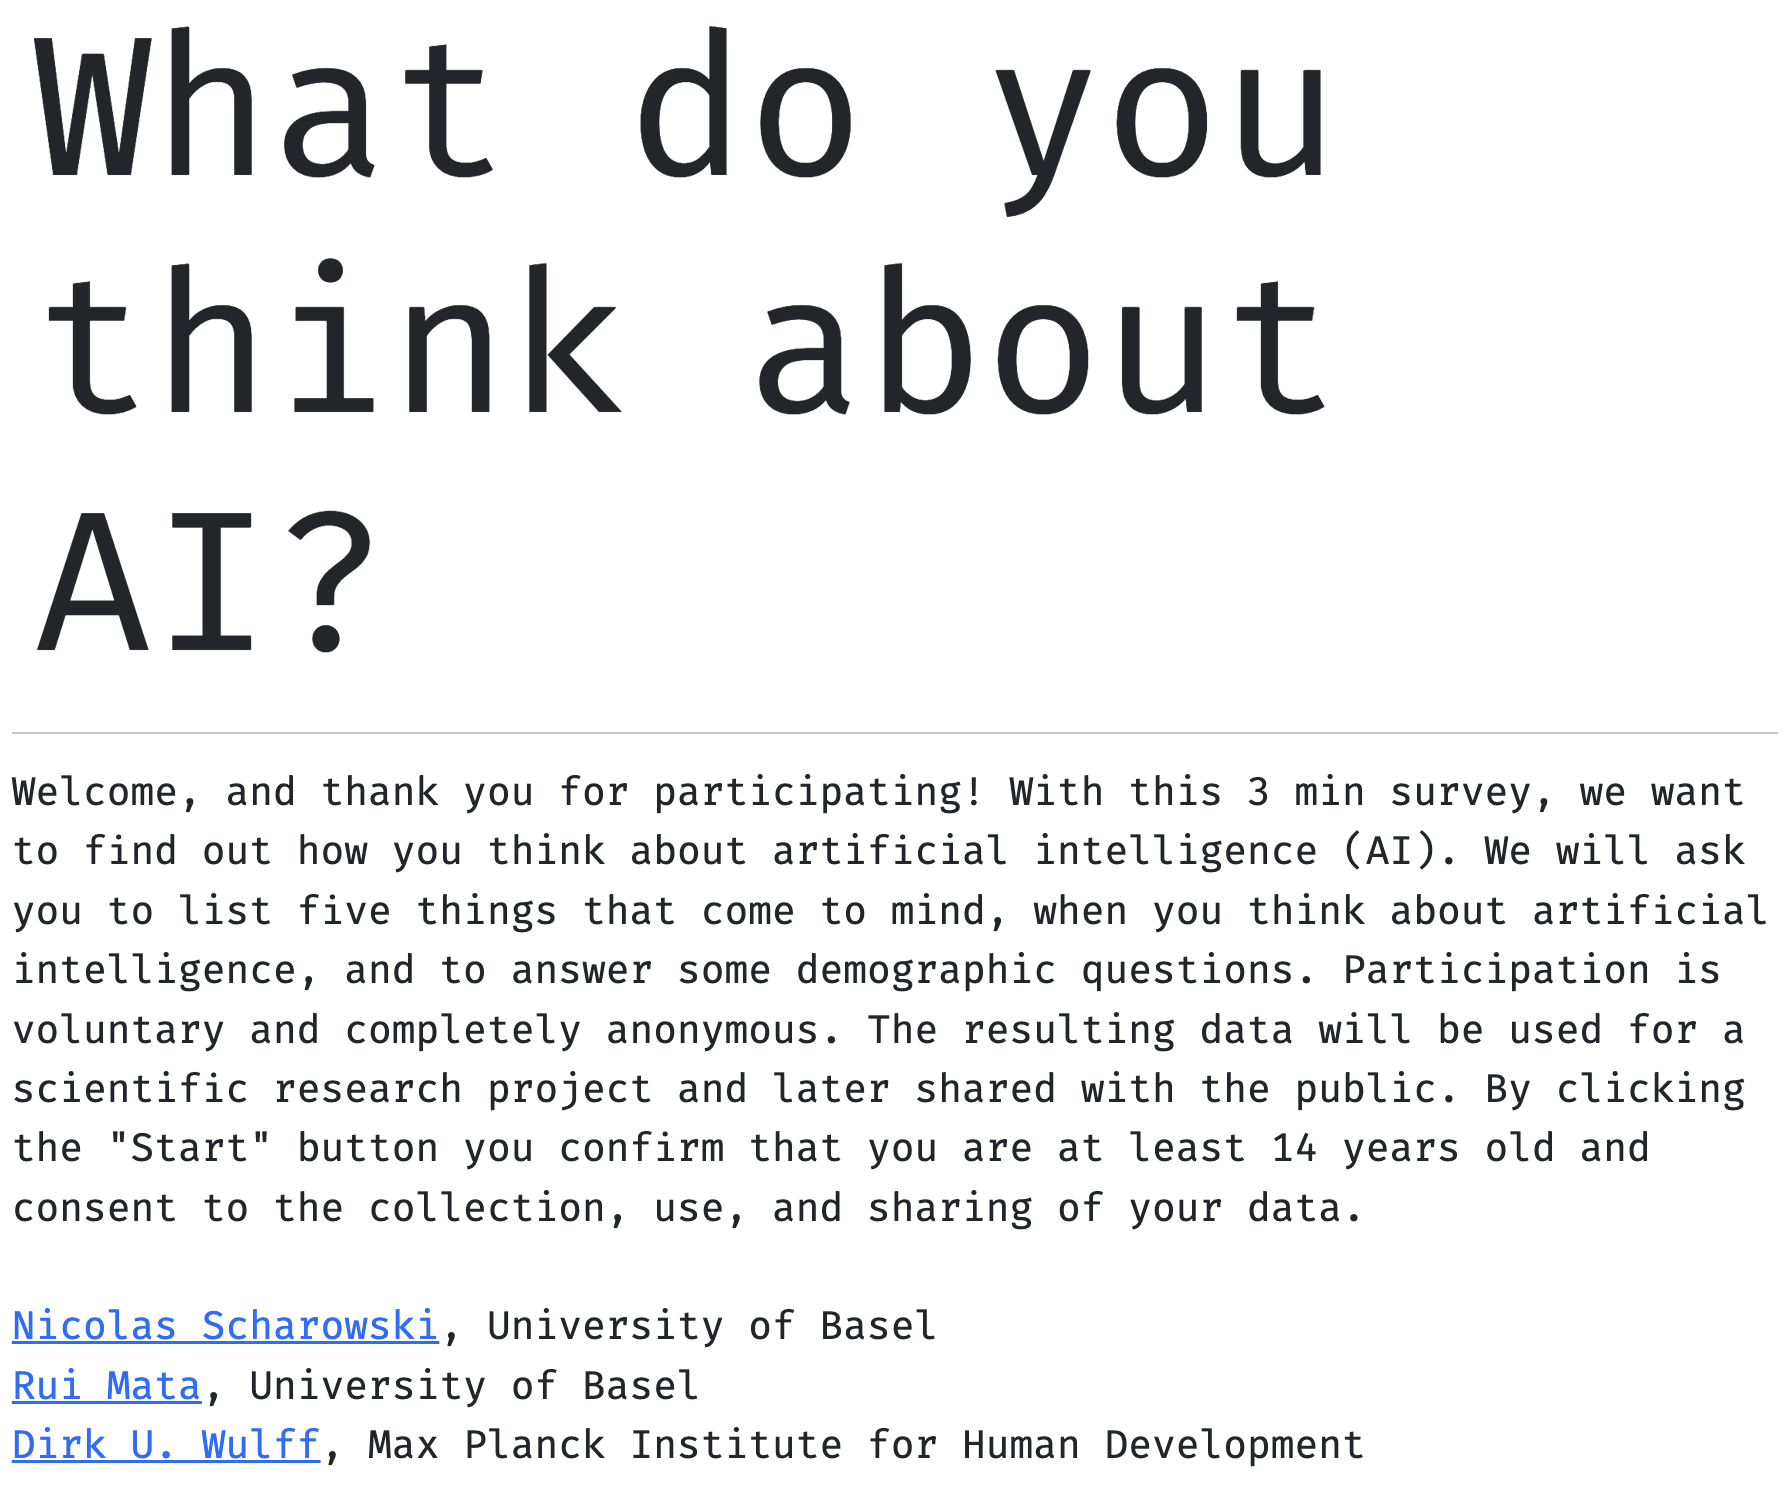 What do you
think about
AI?
Welcome, and thank you for participating! With this 3 min survey, we want
to find out how you think about artificial intelligence (AI). We will ask
you to list five things that come to mind, when you think about artificial
intelligence, and to answer some demographic questions. Participation is
voluntary and completely anonymous. The resulting data will be used for a
scientific research project and later shared with the public. By clicking
the "Start" button you confirm that you are at least 14 years old and
consent to the collection, use, and sharing of your data.
Nicolas Scharowski, University of Basel
Rui Mata, University of Basel
Dirk U. Wulff, Max Planck Institute for Human Development